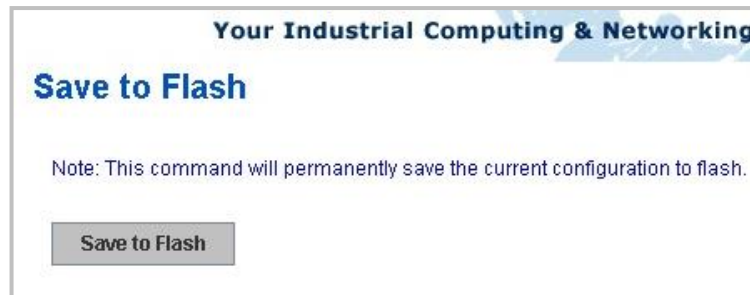 Your Industrial Computing & Networking
Save to Flash
Note: This command will permanently save the current configuration to flash.
Save to Flash